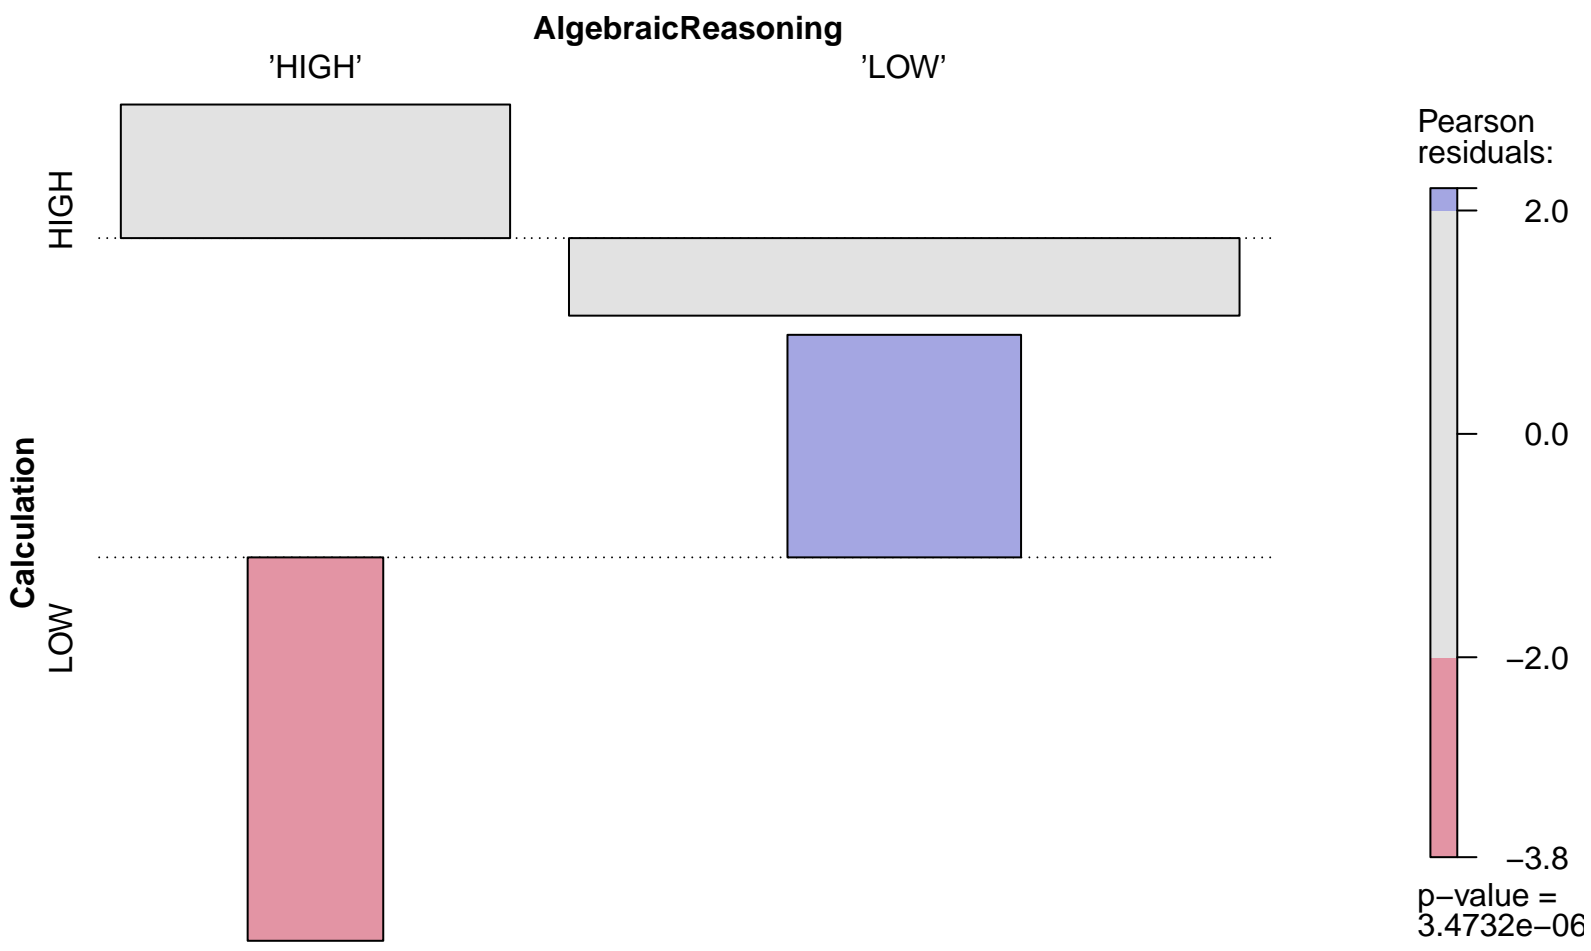 AlgebraicReasoning
’HIGH’ ’LOW’
HIGH
Calculation
LOW
Pearson
residuals:
2.0
0.0
−2.0
−3.8
p−value =
3.4732e−06